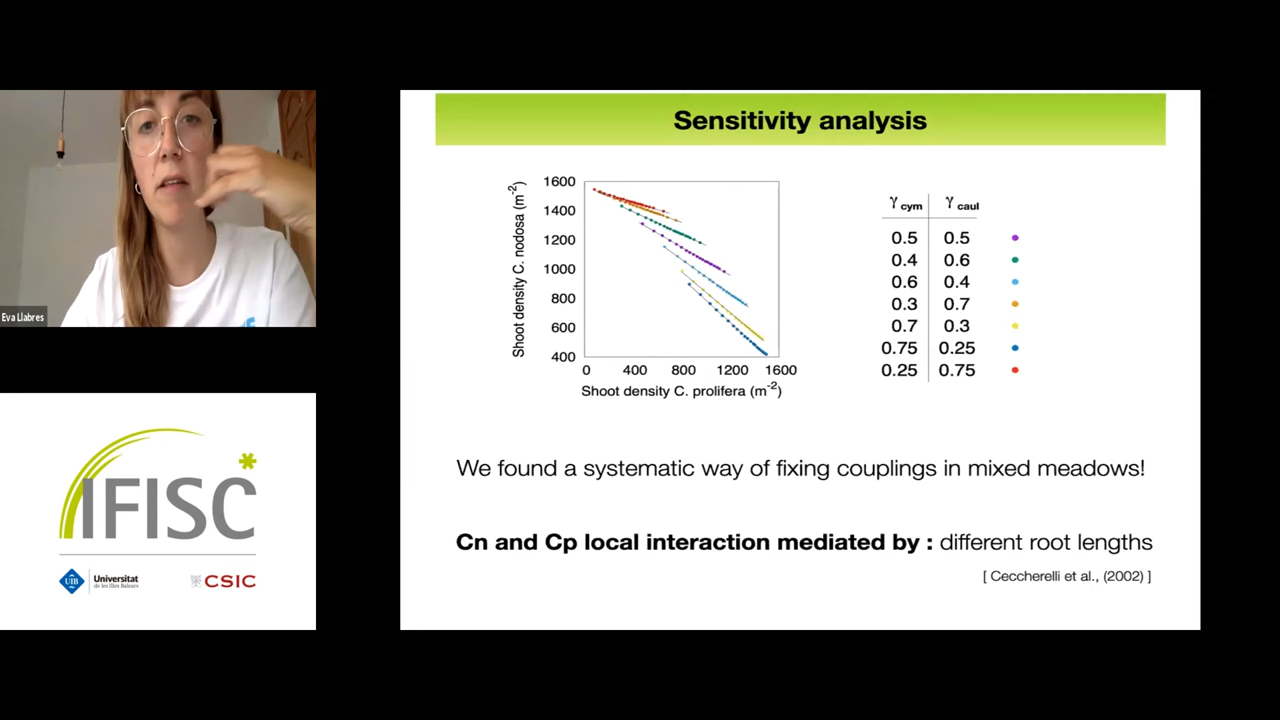 Sensitivity analysis
Shoot density C. nodosa (m-2)
1600
1400
1200
1000
800
600
400
0 400 800 1200 1600
Shoot density C. prolifera (m-2)
γcym γcaul
0.5 0.5
0.4 0.6
0.6 0.4
0.3 0.7
0.7 0.3
0.75 0.25
0.25 0.75
We found a systematic way of fixing couplings in mixed meadows!
Cn and Cp local interaction mediated by : different root lengths
[ Ceccherelli et al., (2002) ]
Eva Llabres
IFISC
UIB Universitat
de les Illes Balears
CSIC